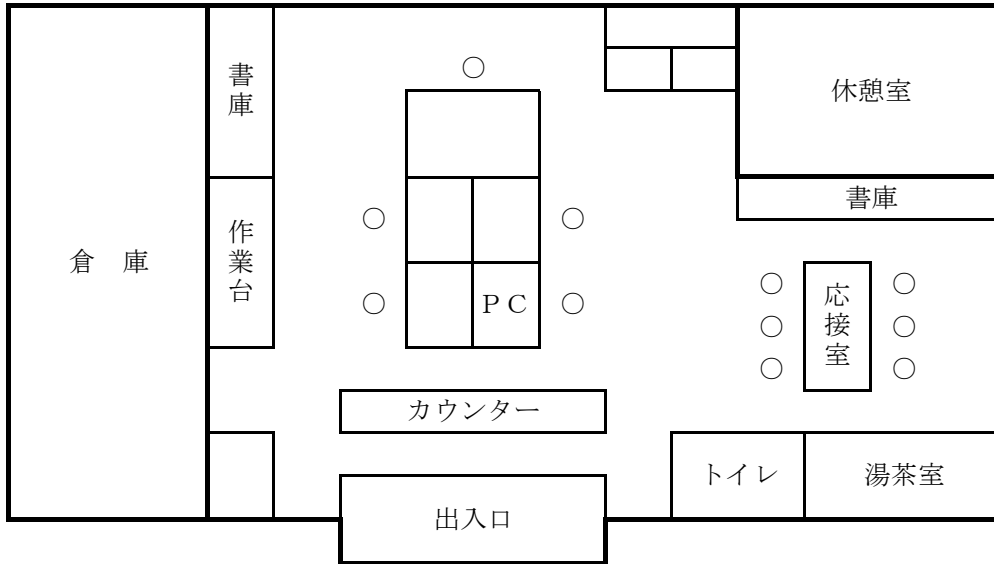 書庫
休憩室
書庫
作業台
倉　庫
ＰＣ
応接室
カウンター
トイレ
湯茶室
出入口